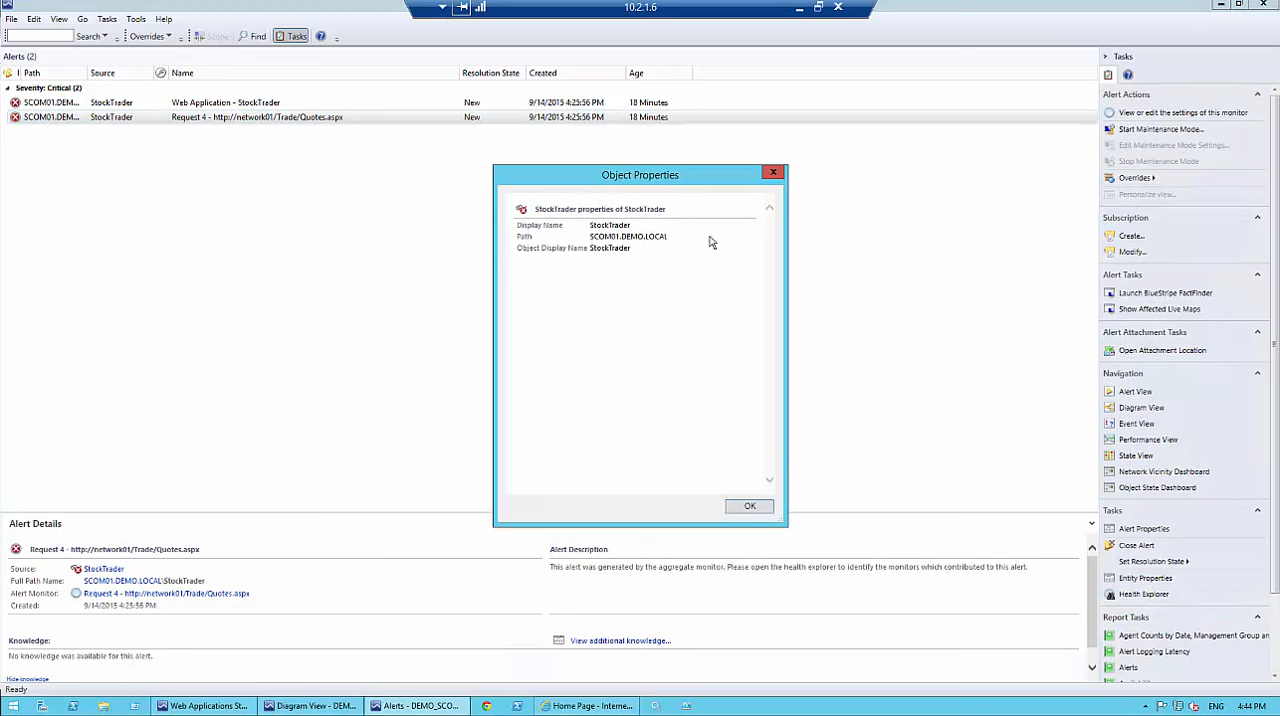 10.2.1.6
File Edit View Go Tasks Tools Help
Search Overrides Scope Find Tasks
Alerts (2)
Path Source Name Resolution State Created Age
Severity: Critical (2)
SCOM01.DEM... StockTrader Web Application - StockTrader New 9/14/2015 4:25:56 PM 18 Minutes
SCOM01.DEM... StockTrader Request 4 - http://network01/Trade/Quotes.aspx New 9/14/2015 4:25:56 PM 18 Minutes
Object Properties
StockTrader properties of StockTrader
Display Name StockTrader
Path SCOM01.DEMO.LOCAL
Object Display Name StockTrader
OK
Alert Details
Request 4 - http://network01/Trade/Quotes.aspx
Source: StockTrader
Full Path Name: SCOM01.DEMO.LOCAL\StockTrader
Alert Monitor: Request 4 - http://network01/Trade/Quotes.aspx
Created: 9/14/2015 4:25:56 PM
Alert Description
This alert was generated by the aggregate monitor. Please open the health explorer to identify the monitors which contributed to this alert.
Knowledge:
View additional knowledge...
No knowledge was available for this alert.
Hide knowledge
Tasks
Alert Actions
View or edit the settings of this monitor
Start Maintenance Mode...
Edit Maintenance Mode Settings...
Stop Maintenance Mode
Overrides
Personalize view...
Subscription
Create...
Modify...
Alert Tasks
Launch BlueStripe FactFinder
Show Affected Live Maps
Alert Attachment Tasks
Open Attachment Location
Navigation
Alert View
Diagram View
Event View
Performance View
State View
Network Vicinity Dashboard
Object State Dashboard
Tasks
Alert Properties
Close Alert
Set Resolution State
Entity Properties
Health Explorer
Report Tasks
Agent Counts by Date, Management Group an
Alert Logging Latency
Alerts
Ready
Web Applications St... Diagram View - DEM... Alerts - DEMO_SCO... Home Page - Interne... ENG 4:44 PM